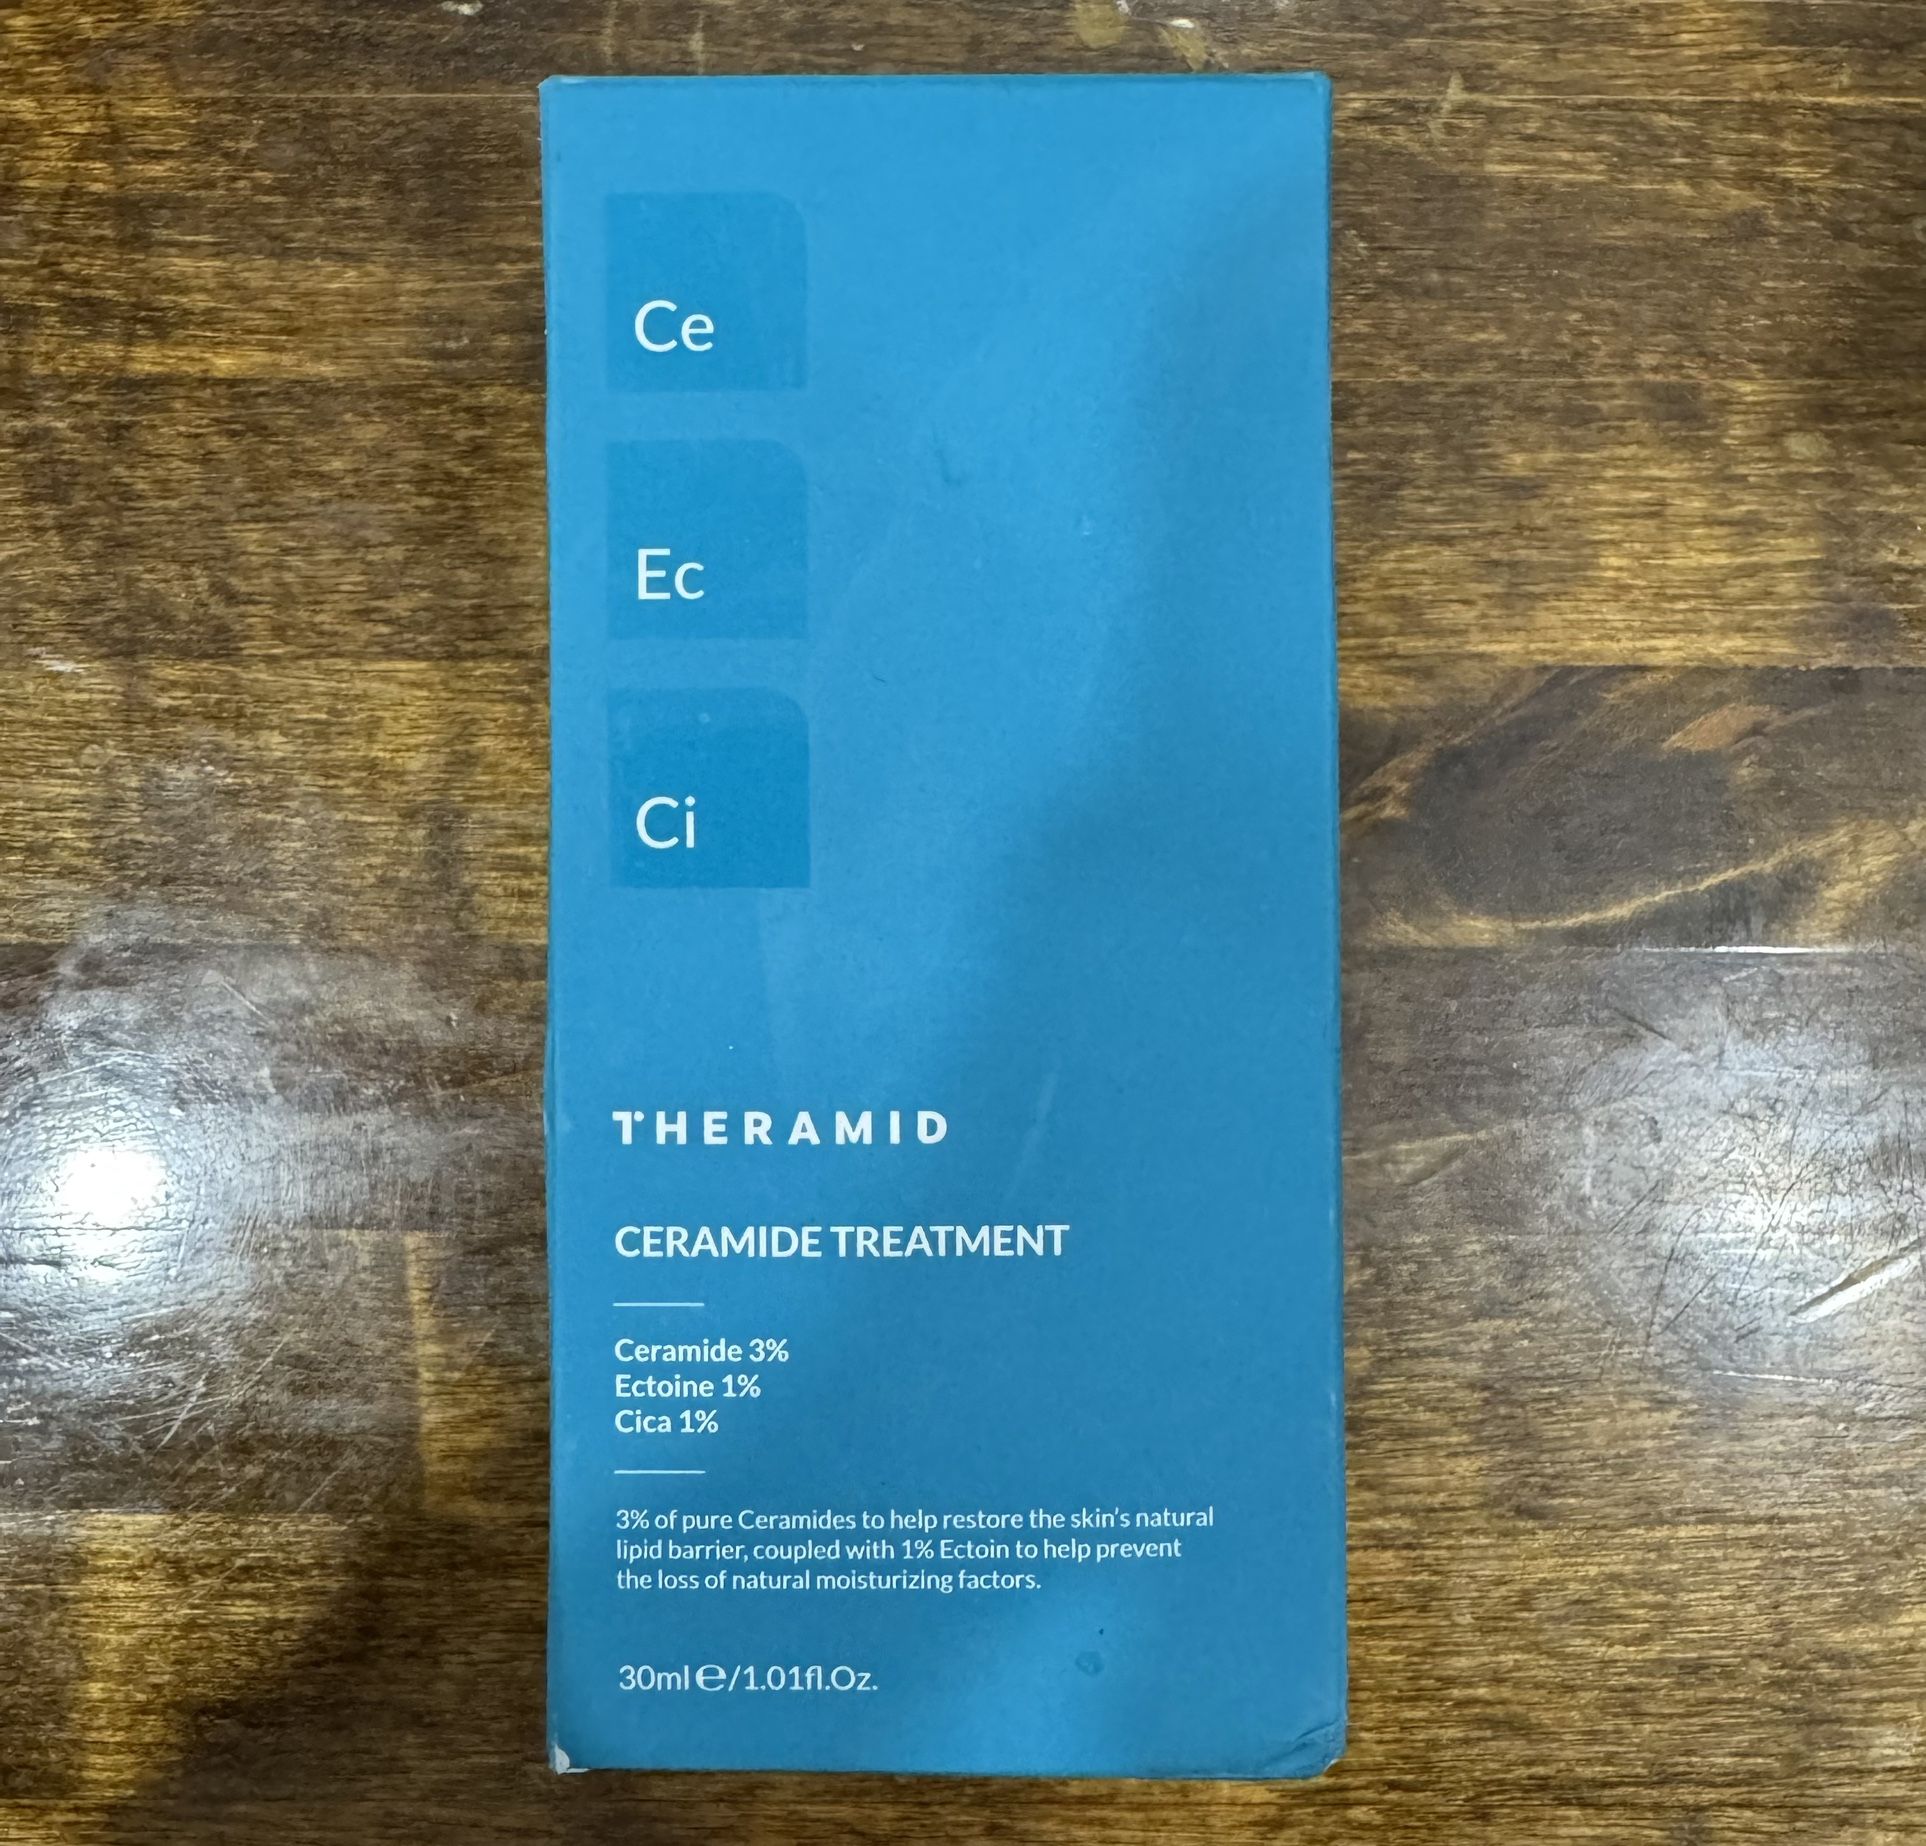 Ce
Ec
Ci
THERAMID
CERAMIDE TREATMENT
Ceramide 3%
Ectoine 1%
Cica 1%
3% of pure Ceramides to help restore the skin's natural
lipid barrier, coupled with 1% Ectoin to help prevent
the loss of natural moisturizing factors.
30ml℮/1.01fl.Oz.